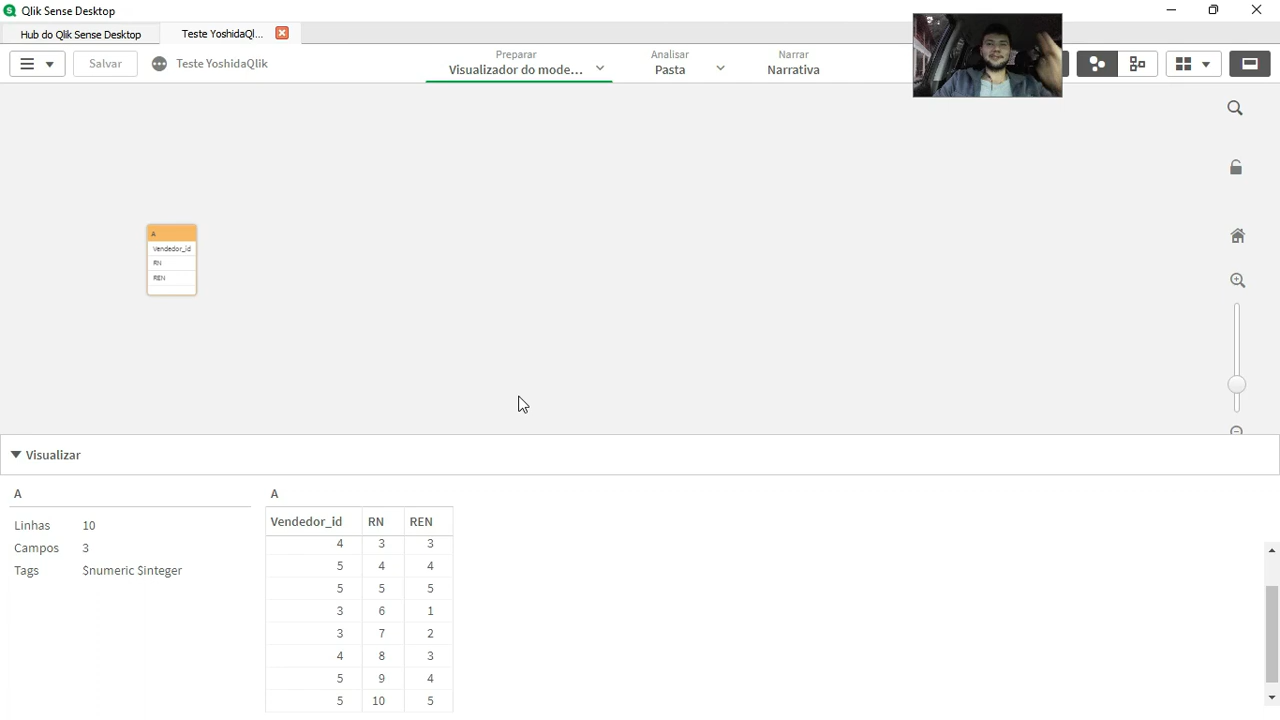 Qlik Sense Desktop
Hub do Qlik Sense Desktop
Teste YoshidaQl...
Salvar
Teste YoshidaQlik
Preparar
Visualizador do mode...
Analisar
Pasta
Narrar
Narrativa
A
Vendedor_id
RN
REN
Visualizar
A
Linhas 10
Campos 3
Tags $numeric $integer
A
Vendedor_id RN REN
4 3 3
5 4 4
5 5 5
3 6 1
3 7 2
4 8 3
5 9 4
5 10 5